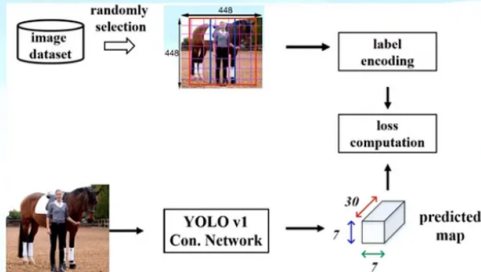 randomly
selection
image
dataset
448
448
label
encoding
loss
computation
YOLO v1
Con. Network
30
7
7
predicted
map